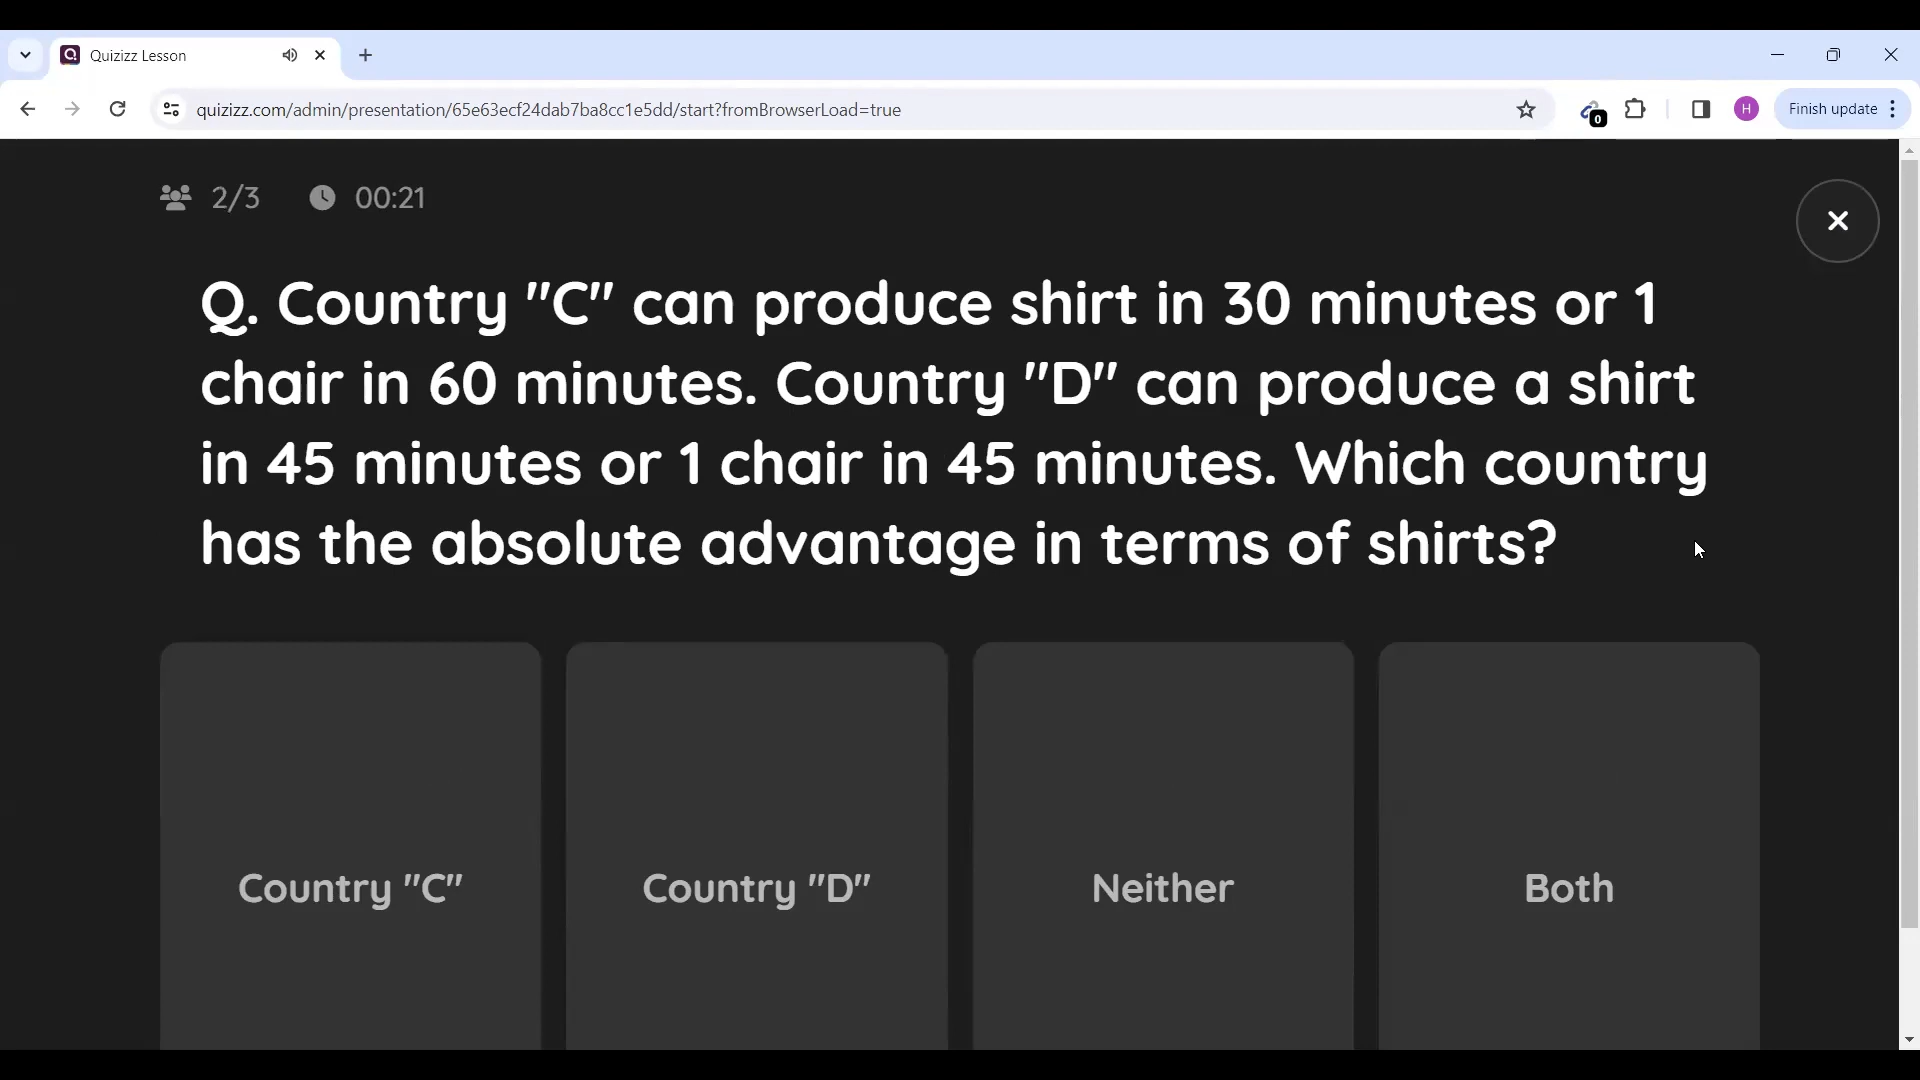 Quizizz Lesson
quizizz.com/admin/presentation/65e63ecf24dab7ba8cc1e5dd/start?fromBrowserLoad=true
0
H
Finish update
2/3 00:21
Q. Country "C" can produce shirt in 30 minutes or 1
chair in 60 minutes. Country "D" can produce a shirt
in 45 minutes or 1 chair in 45 minutes. Which country
has the absolute advantage in terms of shirts?
Country "C"
Country "D"
Neither
Both